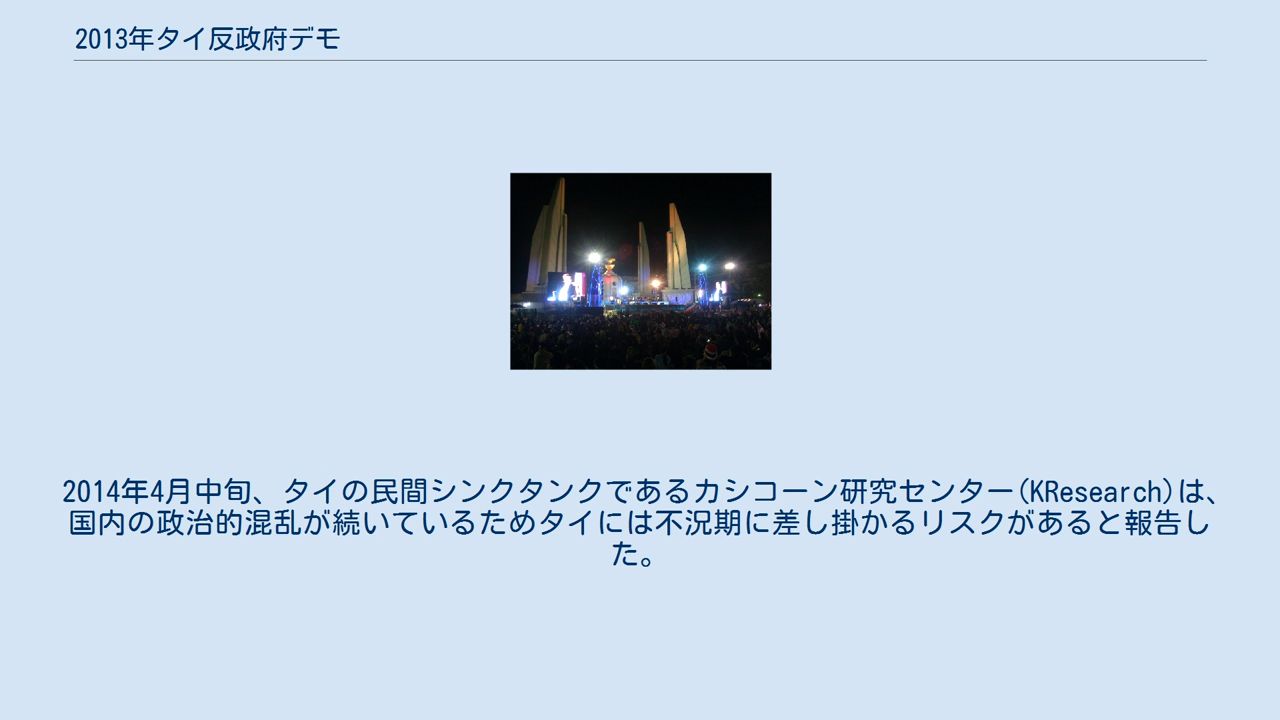 2013年タイ反政府デモ
2014年4月中旬、タイの民間シンクタンクであるカシコーン研究センター(KResearch)は、
国内の政治的混乱が続いているためタイには不況期に差し掛かるリスクがあると報告し
た。